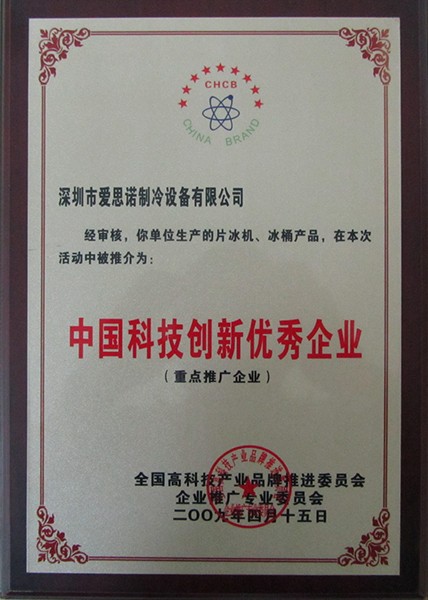 CHCB
CHINA BRAND
深圳市爱思诺制冷设备有限公司
经审核，你单位生产的片冰机、冰桶产品，在本次
活动中被推介为：
中国科技创新优秀企业
（重点推广企业）
全国高科技产业品牌推进委员会
企业推广专业委员会
二〇〇九年四月十五日